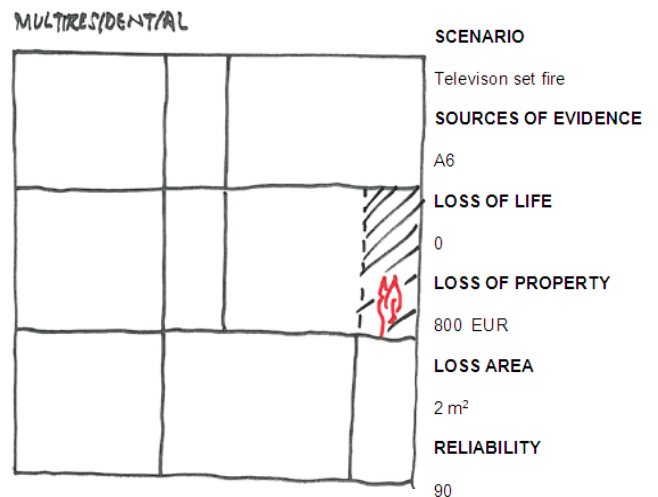 MULTIRESIDENTIAL
SCENARIO
Televison set fire
SOURCES OF EVIDENCE
A6
LOSS OF LIFE
0
LOSS OF PROPERTY
800 EUR
LOSS AREA
2 m²
RELIABILITY
90